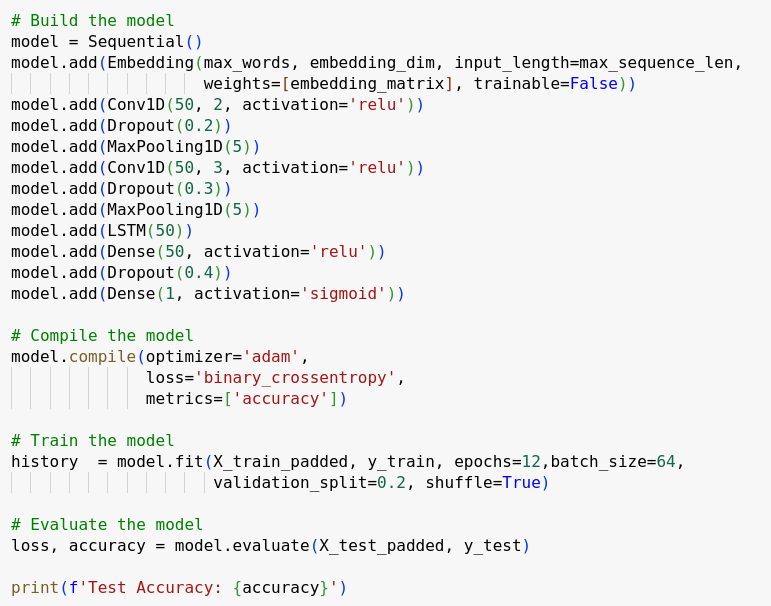 # Build the model
model = Sequential()
model.add(Embedding(max_words, embedding_dim, input_length=max_sequence_len,
                    weights=[embedding_matrix], trainable=False))
model.add(Conv1D(50, 2, activation='relu'))
model.add(Dropout(0.2))
model.add(MaxPooling1D(5))
model.add(Conv1D(50, 3, activation='relu'))
model.add(Dropout(0.3))
model.add(MaxPooling1D(5))
model.add(LSTM(50))
model.add(Dense(50, activation='relu'))
model.add(Dropout(0.4))
model.add(Dense(1, activation='sigmoid'))

# Compile the model
model.compile(optimizer='adam',
              loss='binary_crossentropy',
              metrics=['accuracy'])

# Train the model
history  = model.fit(X_train_padded, y_train, epochs=12,batch_size=64,
                     validation_split=0.2, shuffle=True)

# Evaluate the model
loss, accuracy = model.evaluate(X_test_padded, y_test)

print(f'Test Accuracy: {accuracy}')